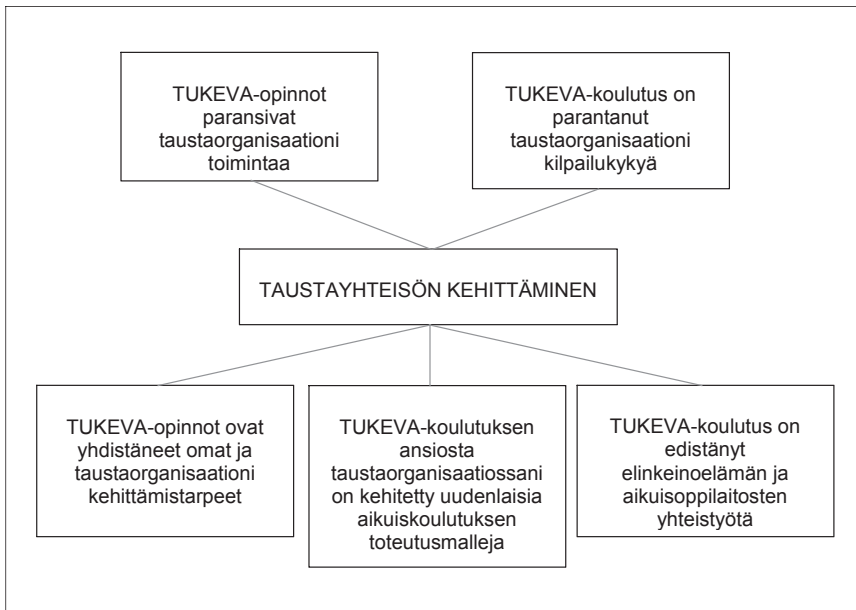 TUKEVA-opinnot
paransivat
taustaorganisaationi
toimintaa
TUKEVA-koulutus on
parantanut
taustaorganisaationi
kilpailukykyä
TAUSTAYHTEISÖN KEHITTÄMINEN
TUKEVA-opinnot ovat
yhdistäneet omat ja
taustaorganisaationi
kehittämistarpeet
TUKEVA-koulutuksen
ansiosta
taustaorganisaatiossani
on kehitetty uudenlaisia
aikuiskoulutuksen
toteutusmalleja
TUKEVA-koulutus on
edistänyt
elinkeinoelämän ja
aikuisoppilaitosten
yhteistyötä